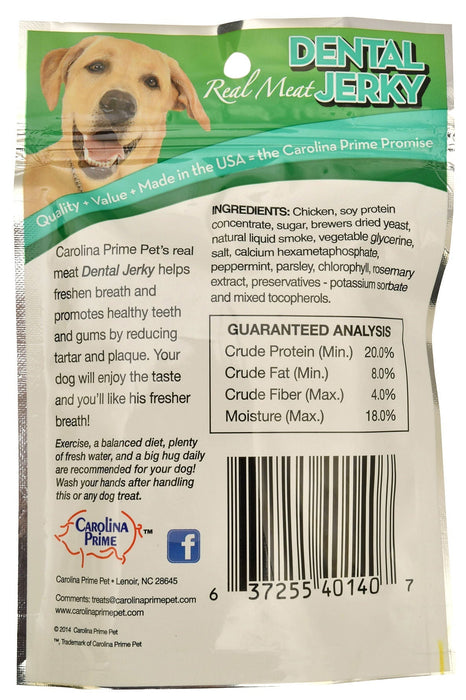 DENTAL
Real Meat JERKY
Quality + Value + Made in the USA = the Carolina Prime Promise
INGREDIENTS: Chicken, soy protein
concentrate, sugar, brewers dried yeast,
natural liquid smoke, vegetable glycerine,
salt, calcium hexametaphosphate,
peppermint, parsley, chlorophyll, rosemary
extract, preservatives - potassium sorbate
and mixed tocopherols.
Carolina Prime Pet's real
meat Dental Jerky helps
freshen breath and
promotes healthy teeth
and gums by reducing
tartar and plaque. Your
dog will enjoy the taste
and you'll like his fresher
breath!
GUARANTEED ANALYSIS
Crude Protein (Min.) 20.0%
Crude Fat (Min.) 8.0%
Crude Fiber (Max.) 4.0%
Moisture (Max.) 18.0%
Exercise, a balanced diet, plenty
of fresh water, and a big hug daily
are recommended for your dog!
Wash your hands after handling
this or any dog treat.
CAROLINA
PRIME ™
f
Carolina Prime Pet • Lenoir, NC 28645
Comments: treats@carolinaprimepet.com
www.carolinaprimepet.com
© 2014 Carolina Prime Pet
™, Trademark of Carolina Prime Pet
6 37255 40140 7